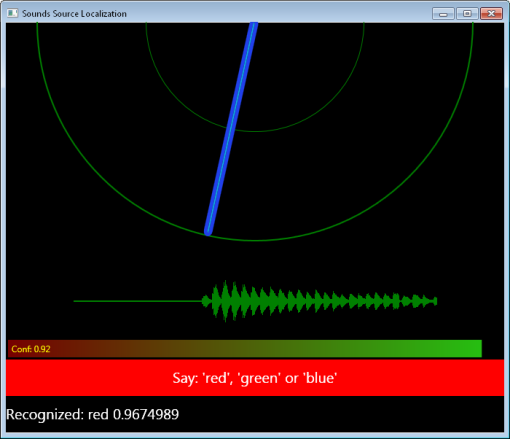 Sounds Source Localization
Conf: 0.92
Say: 'red', 'green' or 'blue'
Recognized: red 0.9674989